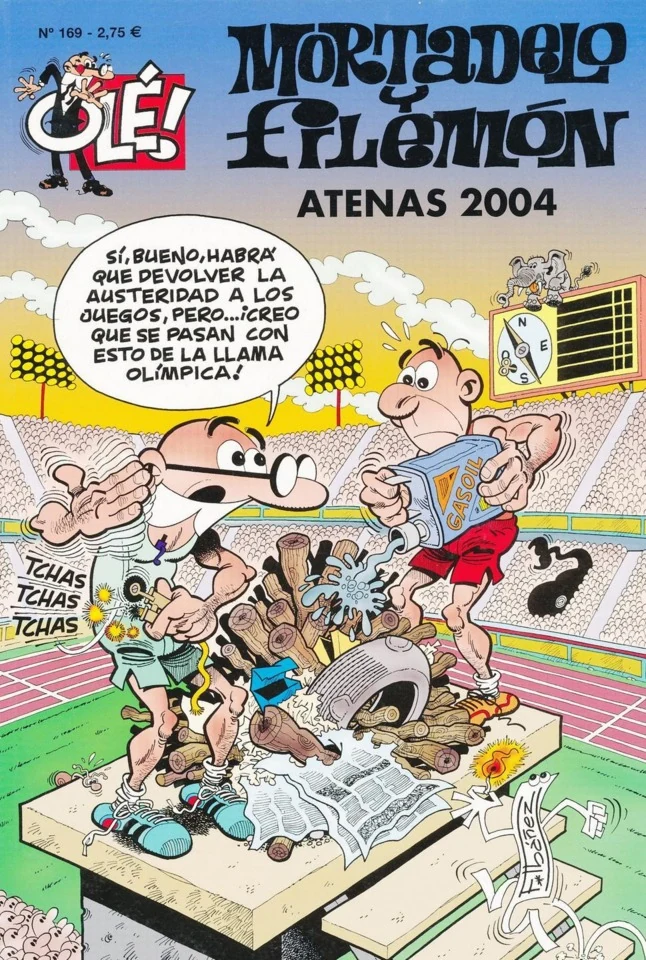 Nº 169 - 2,75 €
OLÉ!
MORTADELO
Y
FILEMÓN
ATENAS 2004
SÍ, BUENO, HABRÁ
QUE DEVOLVER LA
AUSTERIDAD A LOS
JUEGOS, PERO...¡CREO
QUE SE PASAN CON
ESTO DE LA LLAMA
OLÍMPICA!
N
E
S
GASOIL
TCHAS
TCHAS
TCHAS
F. Ibáñez